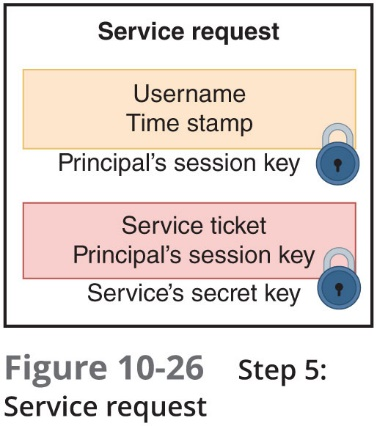 Service request
Username
Time stamp
Principal's session key
Service ticket
Principal's session key
Service's secret key
Figure 10-26 Step 5:
Service request